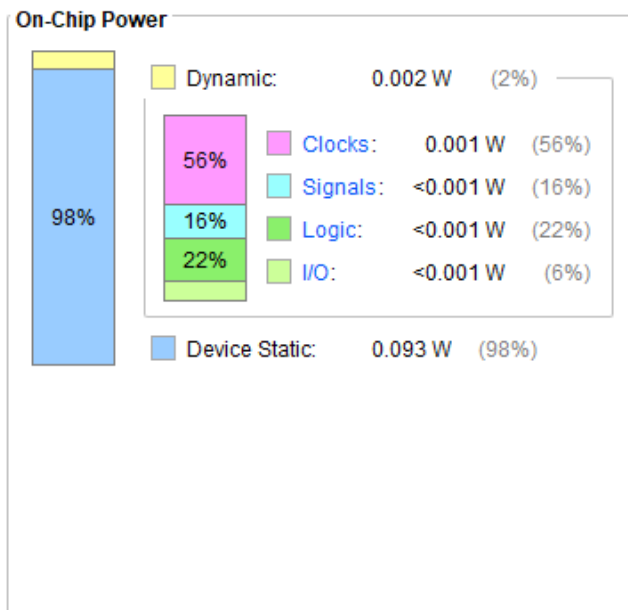 On-Chip Power
Dynamic: 0.002 W (2%)
56% Clocks: 0.001 W (56%)
16% Signals: <0.001 W (16%)
98%
22% Logic: <0.001 W (22%)
I/O: <0.001 W (6%)
Device Static: 0.093 W (98%)